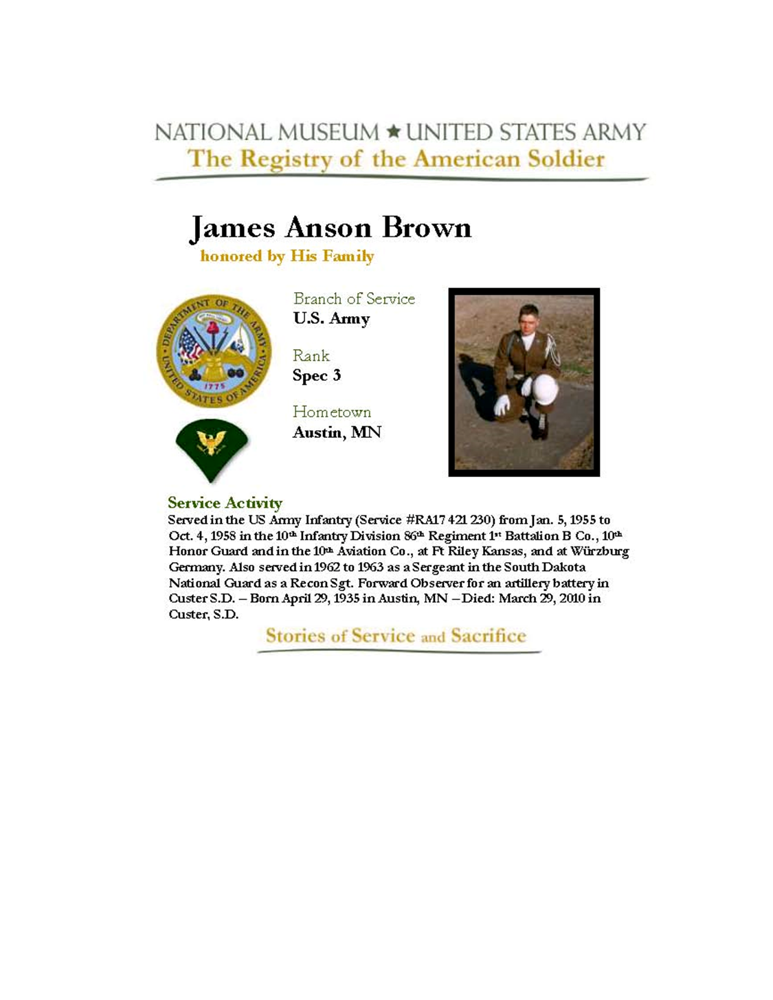 NATIONAL MUSEUM ★ UNITED STATES ARMY
The Registry of the American Soldier
James Anson Brown
honored by His Family
DEPARTMENT OF THE ARMY
UNITED STATES OF AMERICA
1775
Branch of Service
U.S. Army
Rank
Spec 3
Hometown
Austin, MN
Service Activity
Served in the US Army Infantry (Service #RA17 421 230) from Jan. 5, 1955 to
Oct. 4, 1958 in the 10th Infantry Division 86th Regiment 1st Battalion B Co., 10th
Honor Guard and in the 10th Aviation Co., at Ft Riley Kansas, and at Würzburg
Germany. Also served in 1962 to 1963 as a Sergeant in the South Dakota
National Guard as a Recon Sgt. Forward Observer for an artillery battery in
Custer S.D. – Born April 29, 1935 in Austin, MN – Died: March 29, 2010 in
Custer, S.D.
Stories of Service and Sacrifice